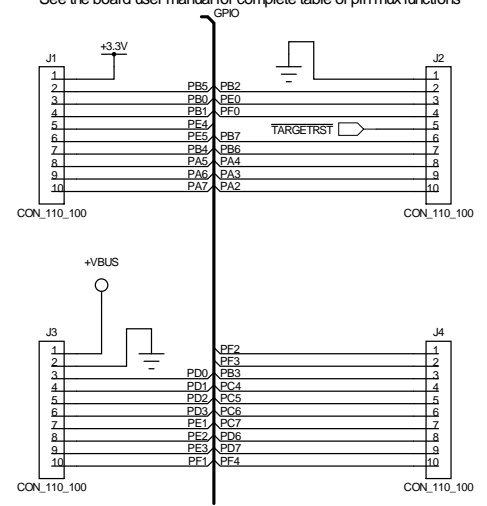 See the board user manual for complete table of pin mux functions
GPIO
J1
+3.3V
J2
1
1
2 PB5 PB2 2
3 PB0 PE0 3
4 PB1 PF0 4
5 PE4 TARGETRST 5
6 PE5 PB7 6
7 PB4 PB6 7
8 PA5 PA4 8
9 PA6 PA3 9
10 PA7 PA2 10
CON_110_100
CON_110_100
+VBUS
J3
J4
1 PF2 1
2 PF3 2
3 PD0 PB3 3
4 PD1 PC4 4
5 PD2 PC5 5
6 PD3 PC6 6
7 PE1 PC7 7
8 PE2 PD6 8
9 PE3 PD7 9
10 PF1 PF4 10
CON_110_100
CON_110_100